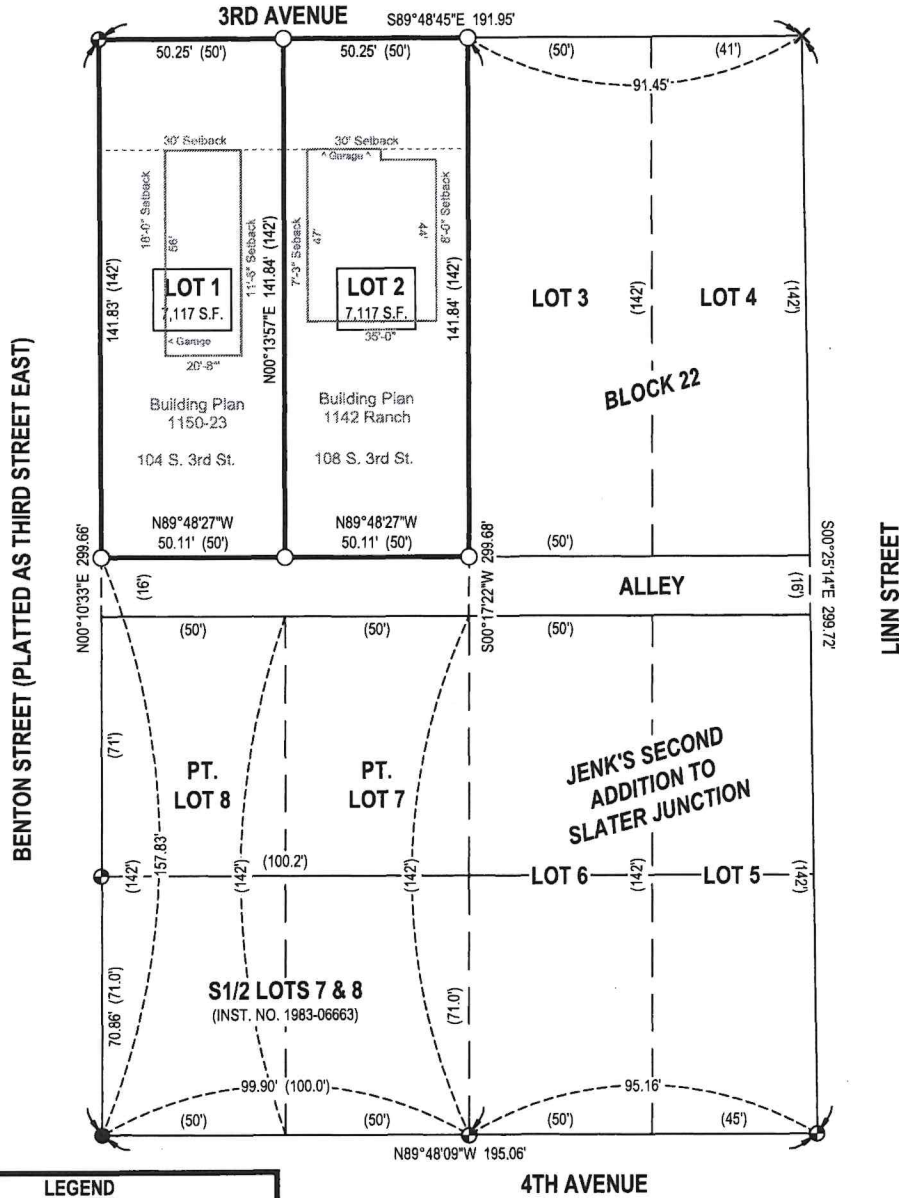 3RD AVENUE
S89°48'45"E 191.95'
50.25' (50')
50.25' (50')
(50')
(41')
91.45'
30' Setback
30' Setback
^ Garage ^
18'-0" Setback
56'
11'-5" Setback
7'-3" Seback
47'
44'
8'-0" Setback
141.83' (142')
N00°13'57"E 141.84' (142')
141.84' (142')
LOT 1
7,117 S.F.
LOT 2
7,117 S.F.
LOT 3
(142')
LOT 4
(142')
< Garage
20'-8"
35'-0"
BLOCK 22
Building Plan
1150-23
104 S. 3rd St.
Building Plan
1142 Ranch
108 S. 3rd St.
BENTON STREET (PLATTED AS THIRD STREET EAST)
LINN STREET
N89°48'27"W
50.11' (50')
N89°48'27"W
50.11' (50')
(50')
N00°10'33"E 299.66'
(16')
S00°17'22"W 299.68'
ALLEY
(16')
S00°25'14"E 299.72'
(50')
(50')
(50')
(71')
PT.
LOT 8
PT.
LOT 7
JENK'S SECOND
ADDITION TO
SLATER JUNCTION
157.83'
(142')
(142')
(100.2')
(142')
LOT 6
(142')
LOT 5
(142')
70.86' (71.0')
S1/2 LOTS 7 & 8
(INST. NO. 1983-06663)
(71.0')
99.90' (100.0')
95.16'
(50')
(50')
(50')
(45')
N89°48'09"W 195.06'
4TH AVENUE
LEGEND